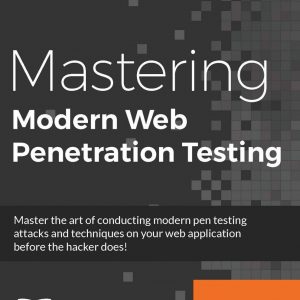 Mastering
Modern Web
Penetration Testing
Master the art of conducting modern pen testing
attacks and techniques on your web application
before the hacker does!